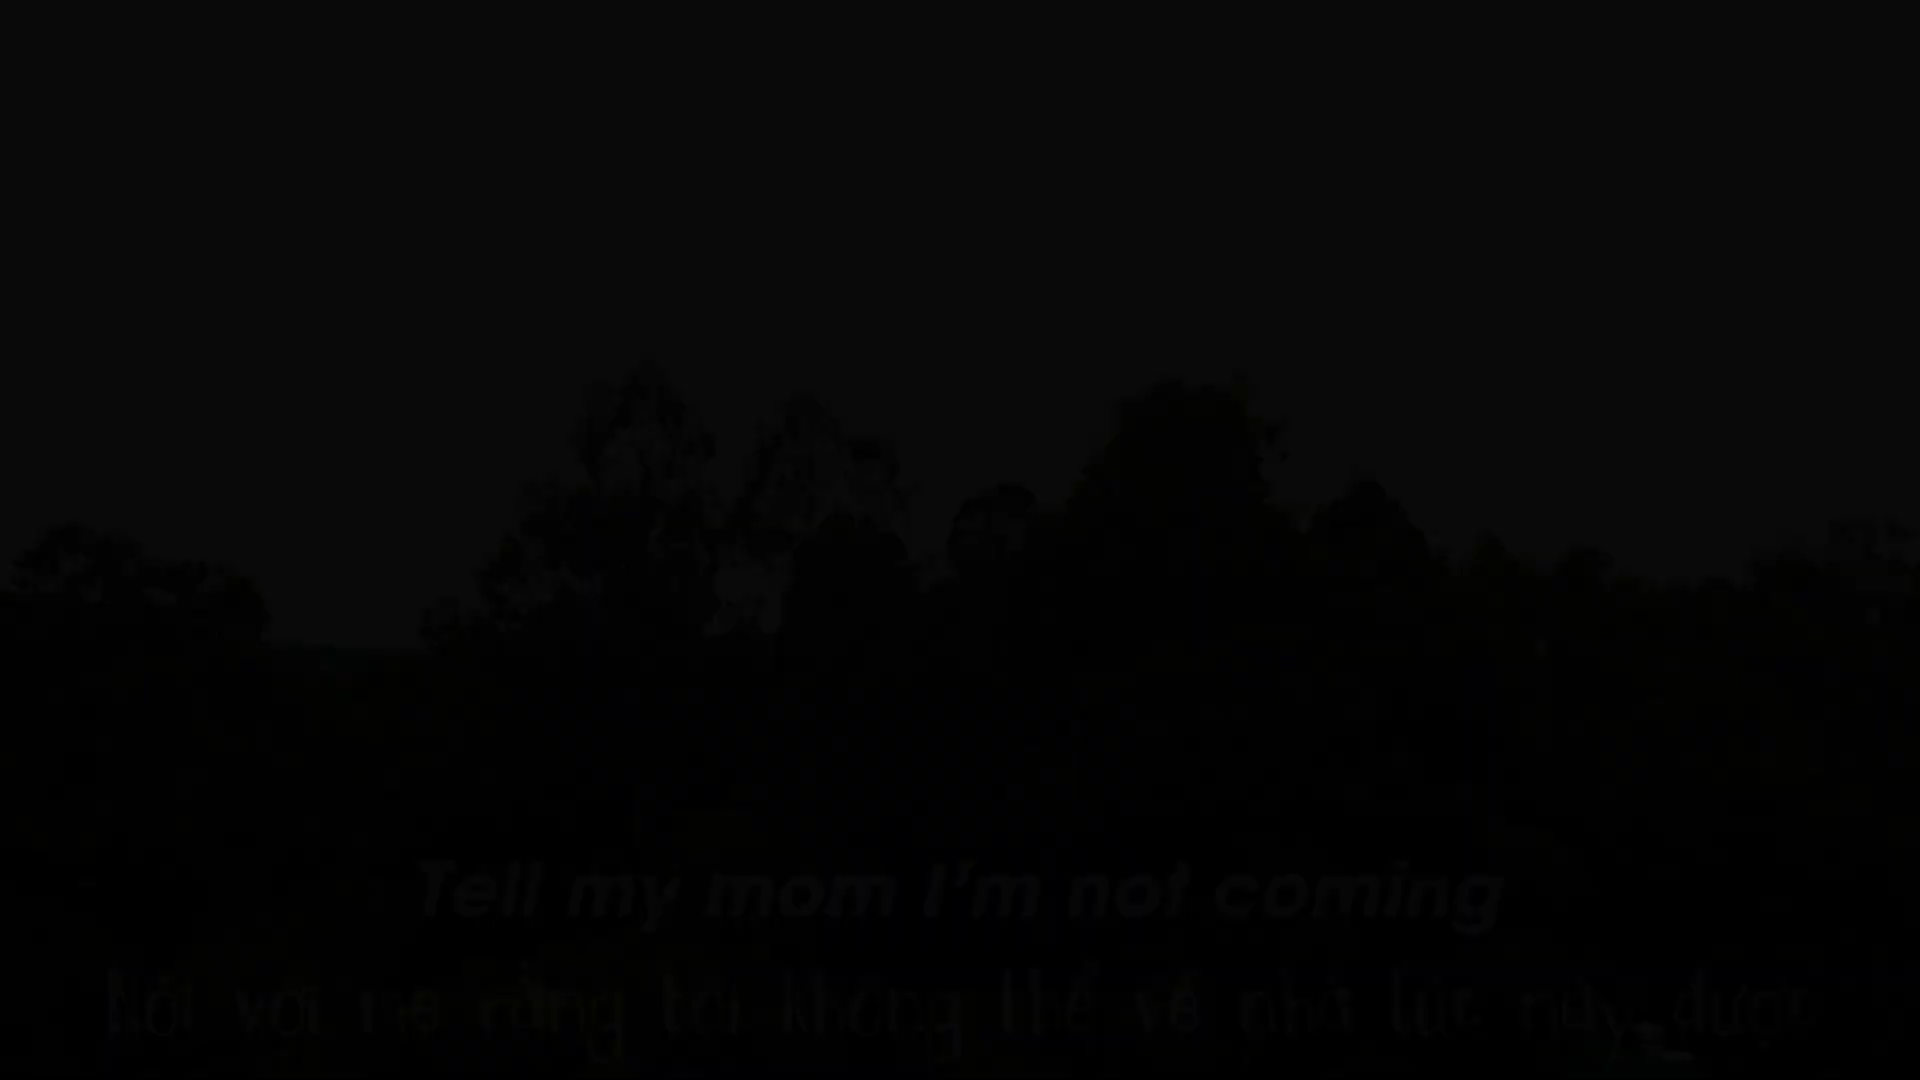 Tell my mom I'm not coming
Nói với mẹ rằng tôi không thể về nhà lúc này được